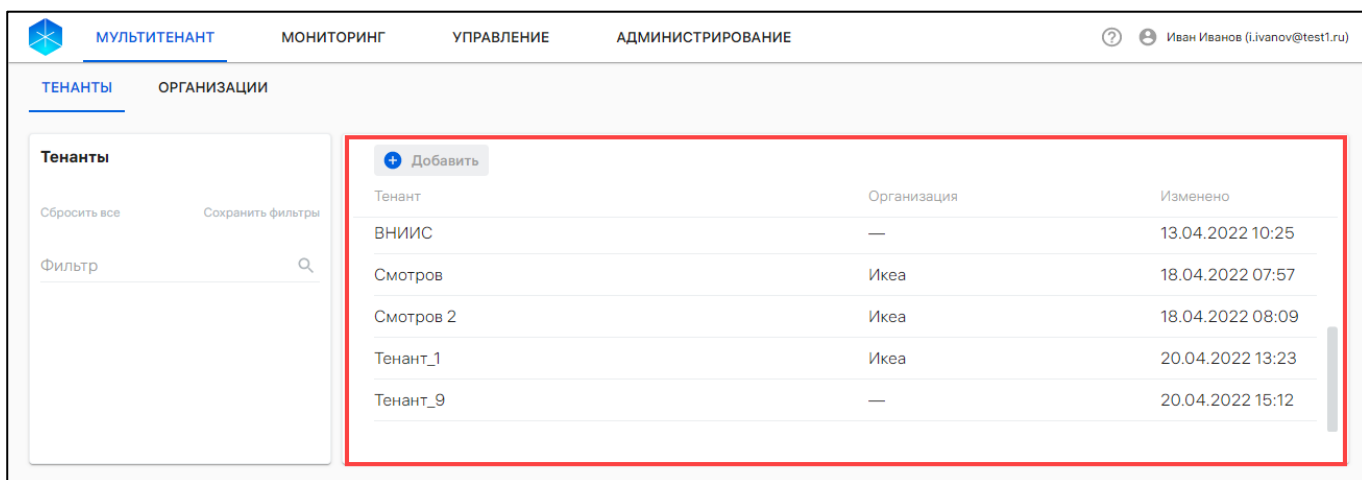 МУЛЬТИТЕНАНТ МОНИТОРИНГ УПРАВЛЕНИЕ АДМИНИСТРИРОВАНИЕ ? Иван Иванов (i.ivanov@test1.ru)
ТЕНАНТЫ ОРГАНИЗАЦИИ
Тенанты
Сбросить все Сохранить фильтры
Фильтр
+ Добавить
Тенант Организация Изменено
ВНИИС — 13.04.2022 10:25
Смотров Икеа 18.04.2022 07:57
Смотров 2 Икеа 18.04.2022 08:09
Тенант_1 Икеа 20.04.2022 13:23
Тенант_9 — 20.04.2022 15:12